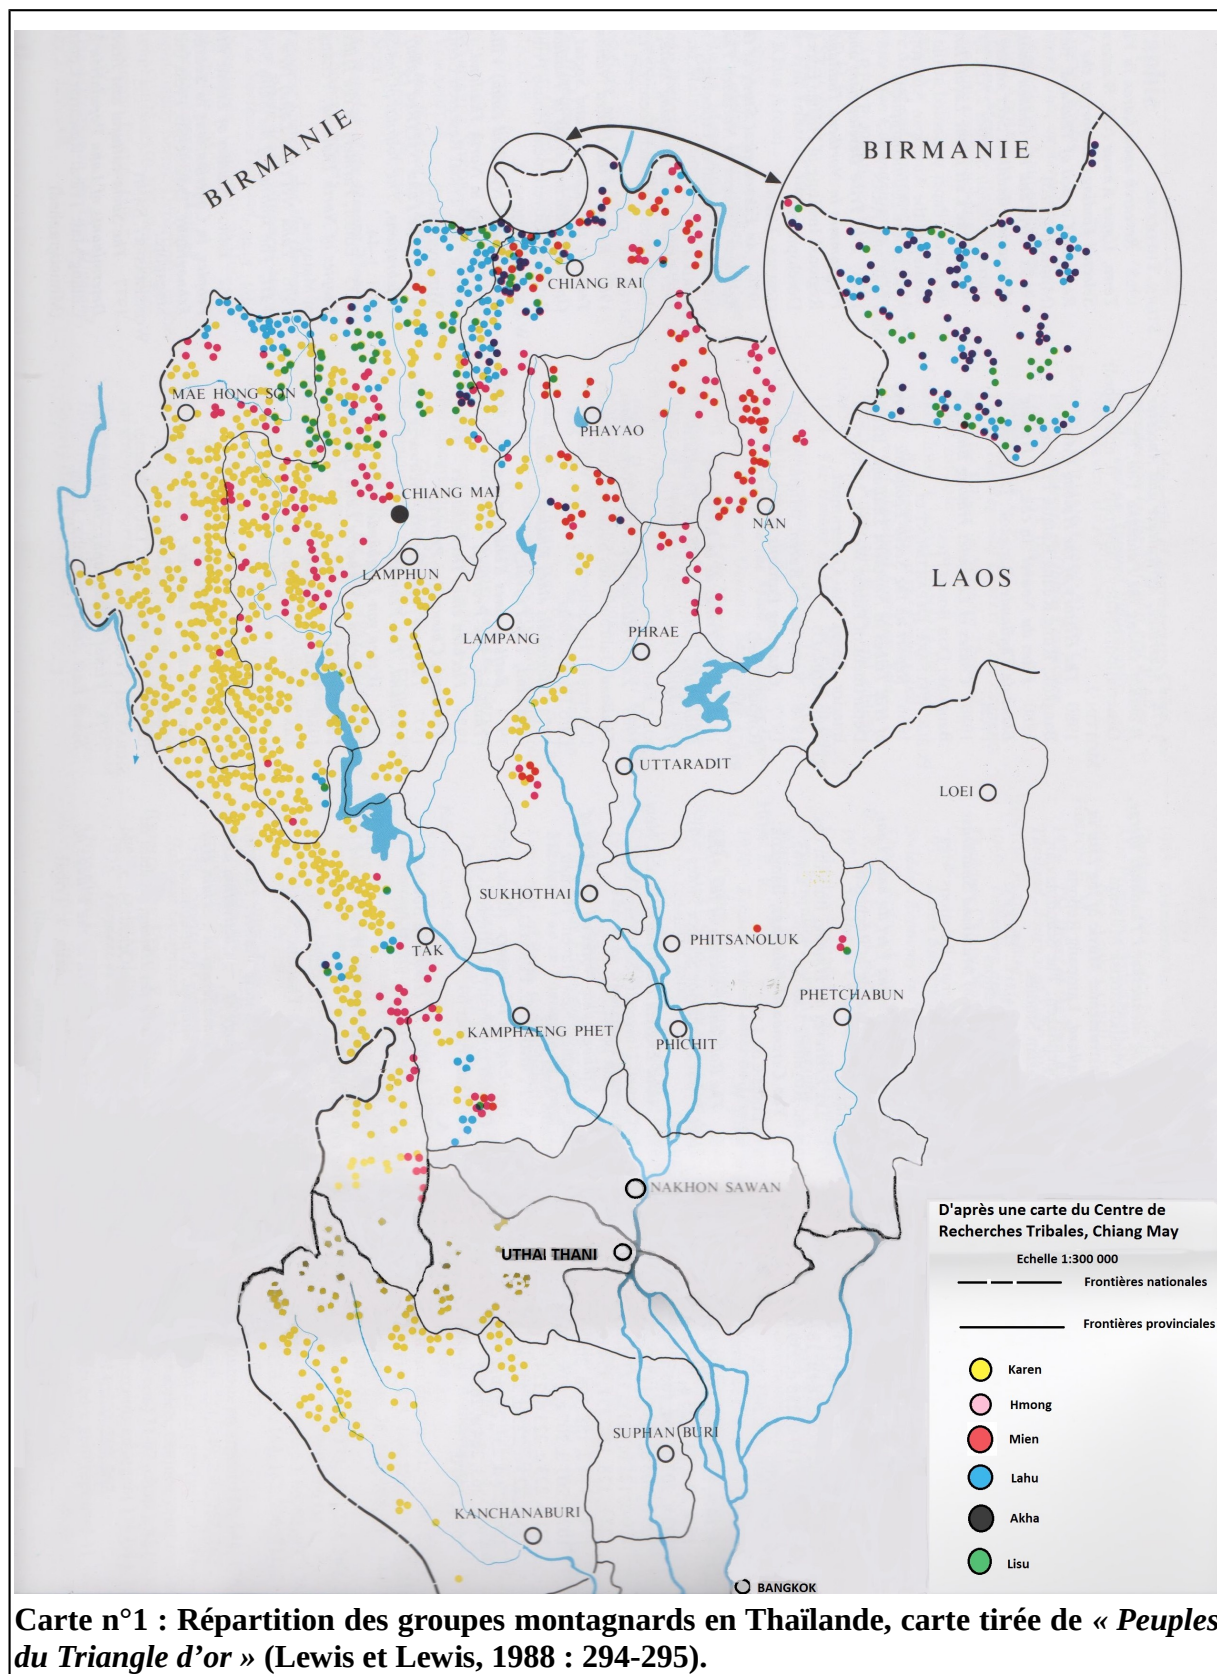 BIRMANIE
BIRMANIE
CHIANG RAI
MAE HONG SON
PHAYAO
CHIANG MAI
NAN
LAMPHUN
LAOS
LAMPANG
PHRAE
UTTARADIT
LOEI
SUKHOTHAI
PHITSANOLUK
TAK
PHETCHABUN
KAMPHAENG PHET
PHICHIT
NAKHON SAWAN
UTHAI THANI
SUPHAN BURI
KANCHANABURI
BANGKOK
D'après une carte du Centre de
Recherches Tribales, Chiang May
Echelle 1:300 000
Frontières nationales
Frontières provinciales
Karen
Hmong
Mien
Lahu
Akha
Lisu
Carte n°1 : Répartition des groupes montagnards en Thaïlande, carte tirée de « Peuples
du Triangle d'or » (Lewis et Lewis, 1988 : 294-295).